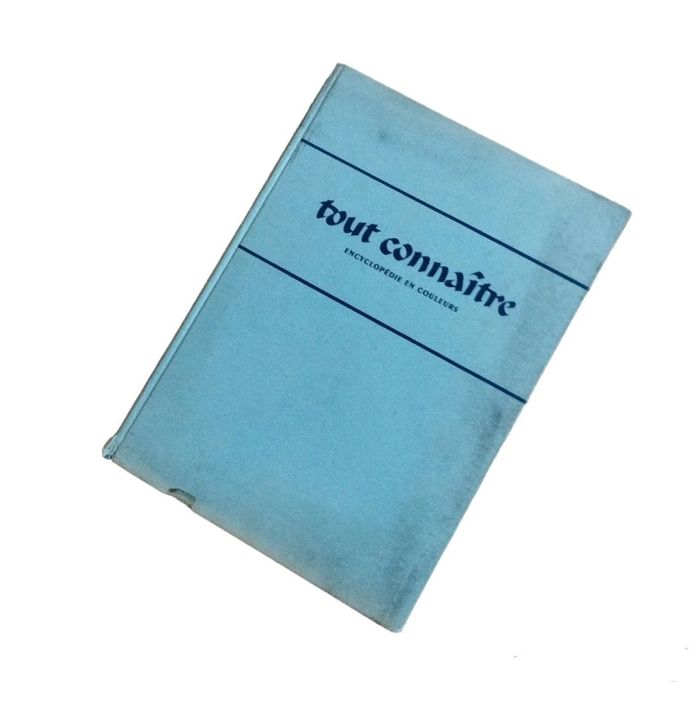 tout connaître
ENCYCLOPÉDIE EN COULEURS